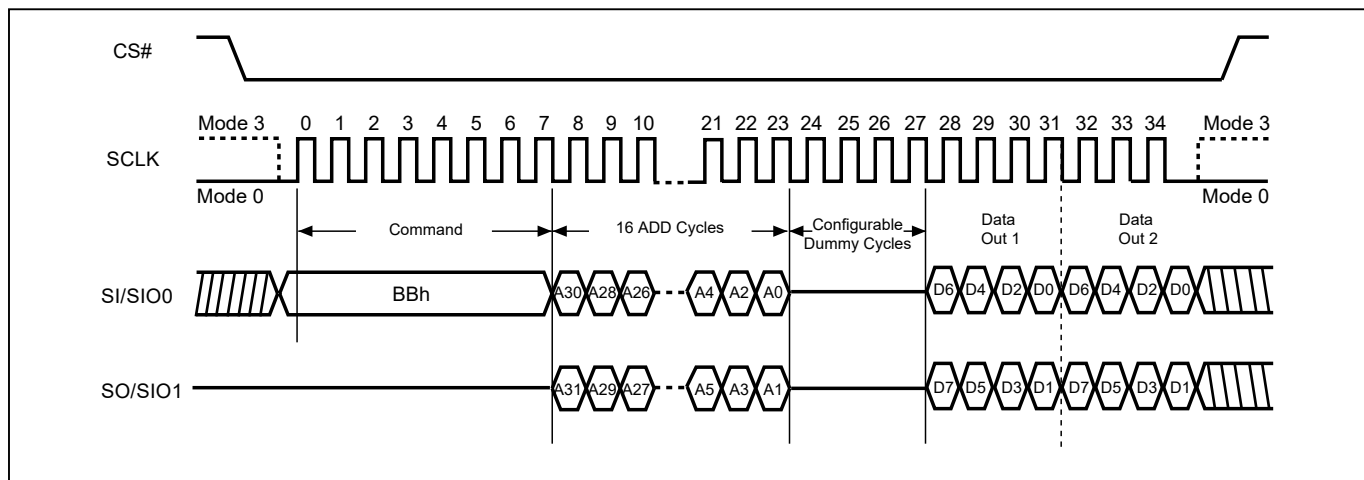 CS#
Mode 3 0 1 2 3 4 5 6 7 8 9 10 21 22 23 24 25 26 27 28 29 30 31 32 33 34 Mode 3
SCLK
Mode 0 Mode 0
Command 16 ADD Cycles Configurable Dummy Cycles Data Out 1 Data Out 2
SI/SIO0 BBh A30 A28 A26 A4 A2 A0 D6 D4 D2 D0 D6 D4 D2 D0
SO/SIO1 A31 A29 A27 A5 A3 A1 D7 D5 D3 D1 D7 D5 D3 D1